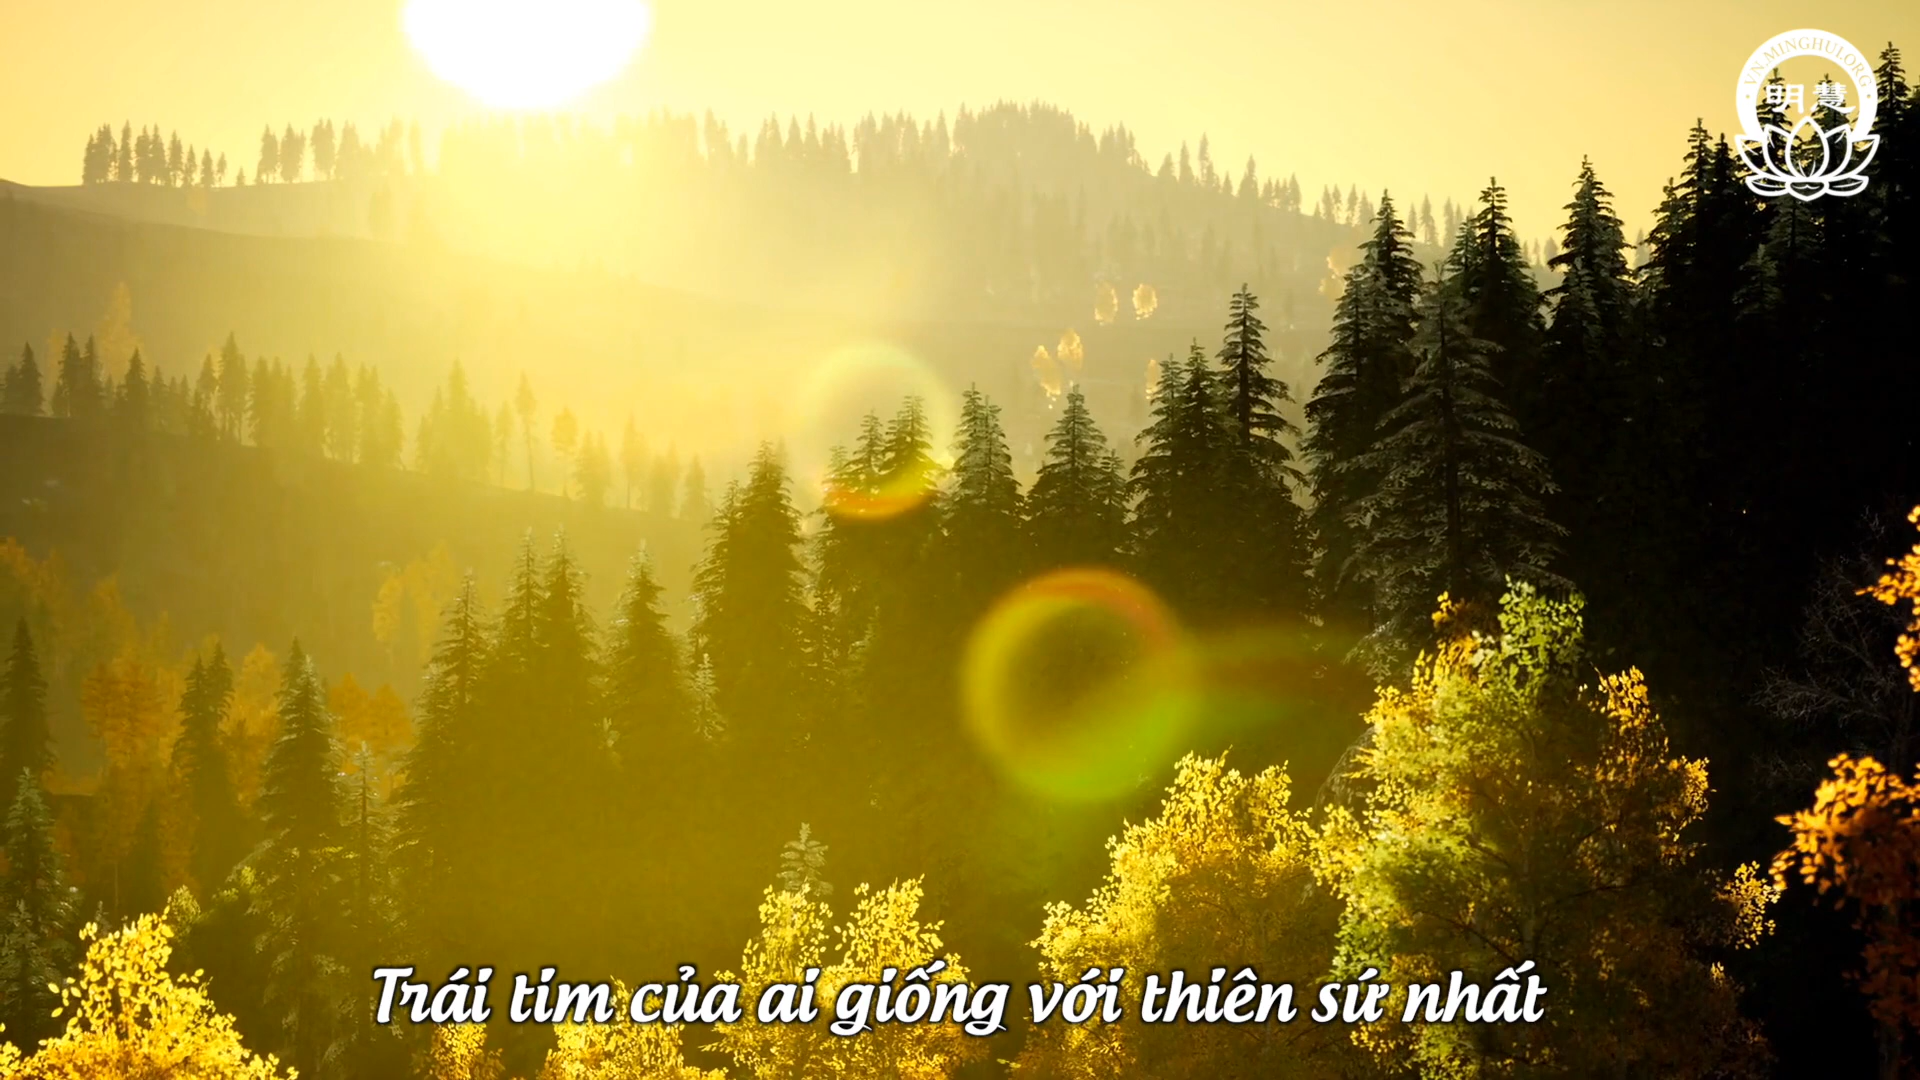 VN.MINGHUI.ORG
明慧
Trái tim của ai giống với thiên sứ nhất